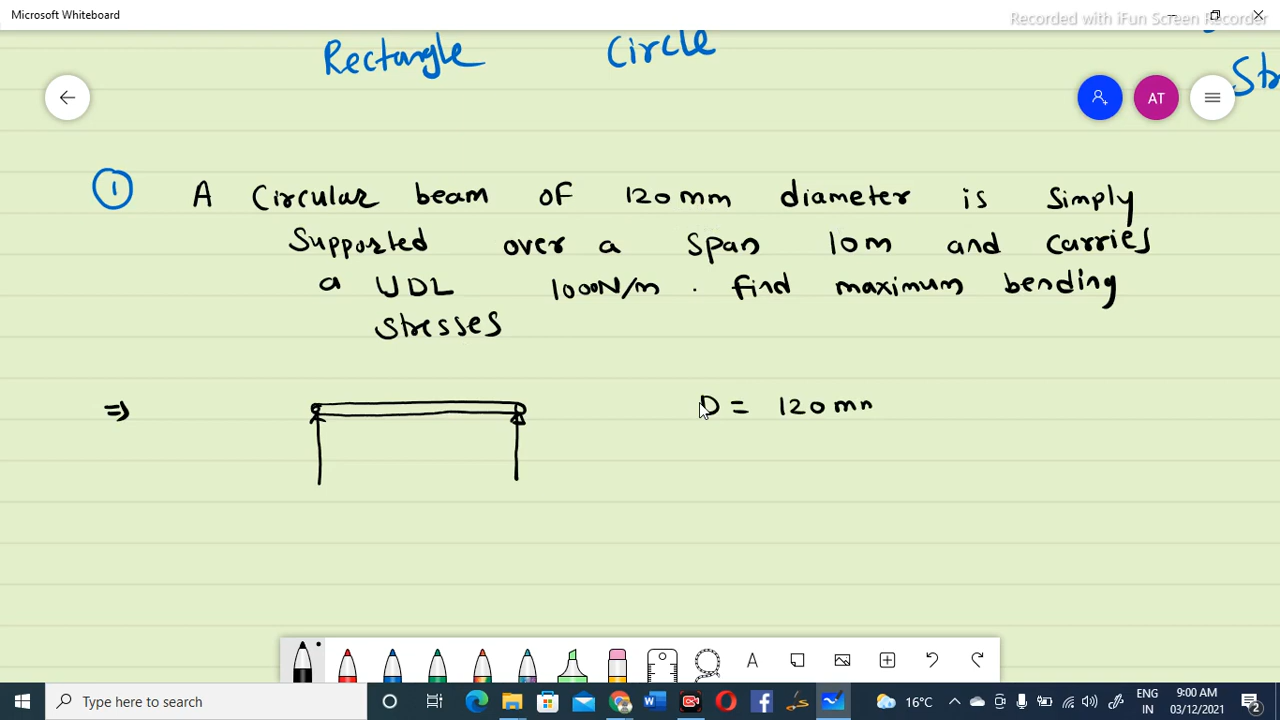 Microsoft Whiteboard
Recorded with iFun Screen Recorder
Rectangle Circle
AT
① A Circular beam of 120mm diameter is Simply
Supported over a span 10m and carries
a UDL 1000N/m . find maximum bending
Stresses
⇒ D = 120mm
A
Type here to search
16°C
ENG
IN
9:00 AM
03/12/2021
2